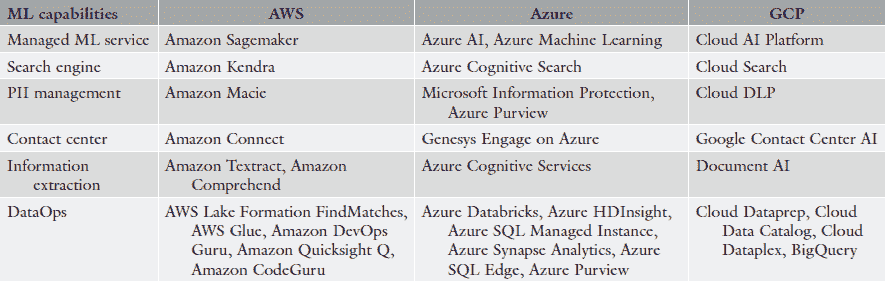 ML capabilities AWS Azure GCP
Managed ML service Amazon Sagemaker Azure AI, Azure Machine Learning Cloud AI Platform
Search engine Amazon Kendra Azure Cognitive Search Cloud Search
PII management Amazon Macie Microsoft Information Protection, Cloud DLP
Azure Purview
Contact center Amazon Connect Genesys Engage on Azure Google Contact Center AI
Information Amazon Textract, Amazon Azure Cognitive Services Document AI
extraction Comprehend
DataOps AWS Lake Formation FindMatches, Azure Databricks, Azure HDInsight, Cloud Dataprep, Cloud
AWS Glue, Amazon DevOps Azure SQL Managed Instance, Data Catalog, Cloud
Guru, Amazon Quicksight Q, Azure Synapse Analytics, Azure Dataplex, BigQuery
Amazon CodeGuru SQL Edge, Azure Purview